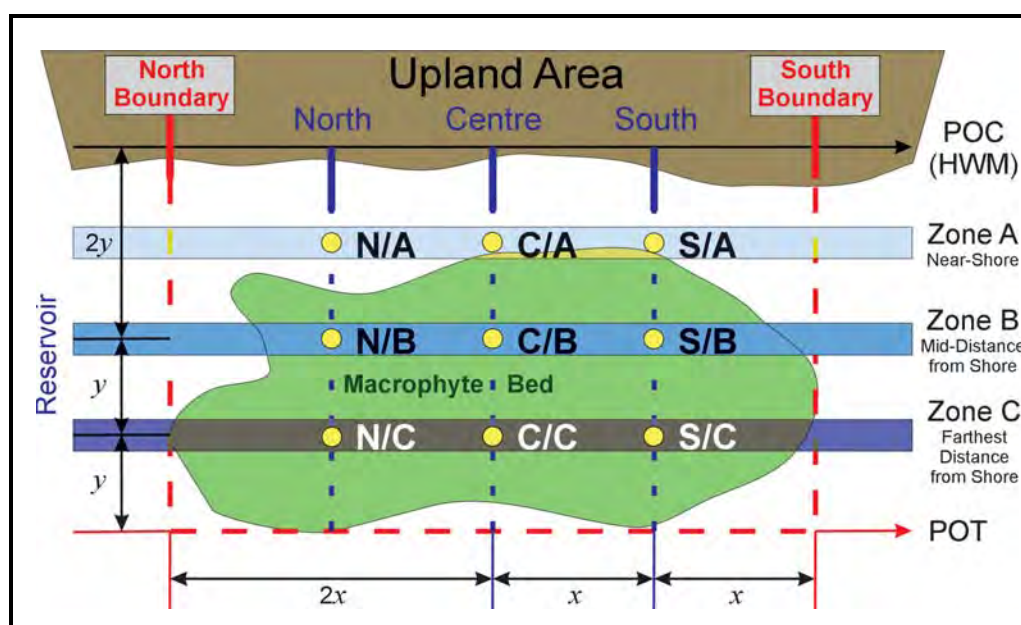 Upland Area
North
Boundary
South
Boundary
North
Centre
South
POC
(HWM)
2y
N/A
C/A
S/A
Zone A
Near-Shore
Reservoir
N/B
C/B
S/B
Zone B
Mid-Distance
from Shore
y
Macrophyte Bed
N/C
C/C
S/C
Zone C
Farthest
Distance
from Shore
y
POT
2x
x
x